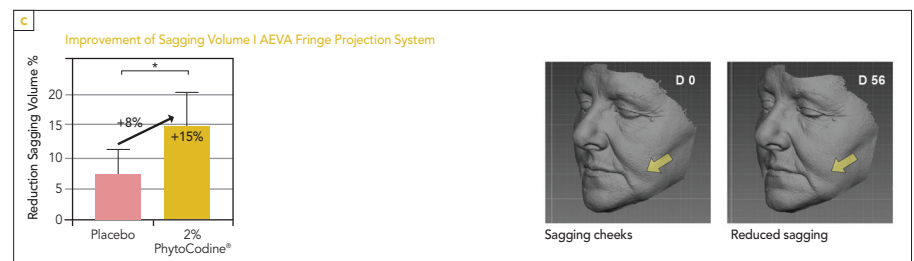 c
Improvement of Sagging Volume I AEVA Fringe Projection System
Reduction Sagging Volume %
20
15
10
5
0
*
+8%
+15%
Placebo
2%
PhytoCodine®
D 0
Sagging cheeks
D 56
Reduced sagging